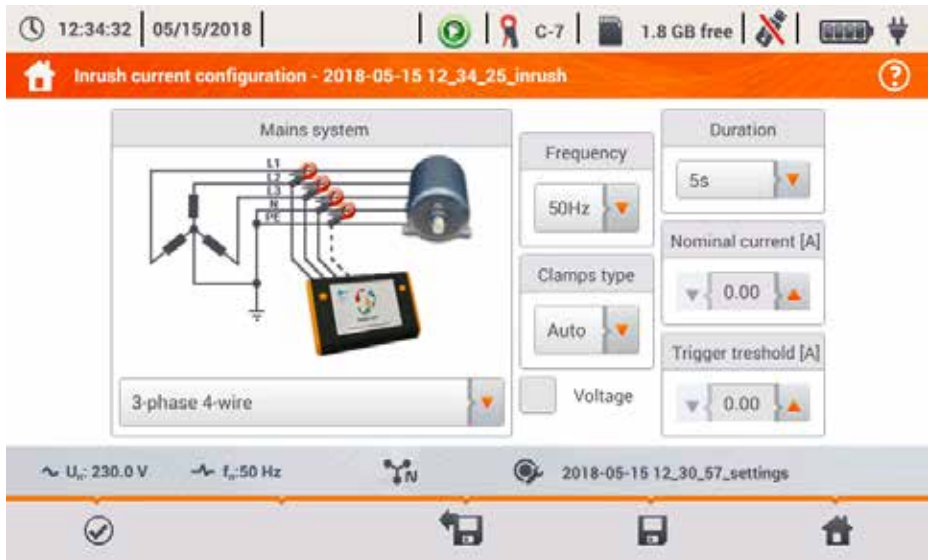 12:34:32 05/15/2018 C-7 1.8 GB free
Inrush current configuration - 2018-05-15 12_34_25_inrush ?
Mains system
L1
L2
L3
N
PE
3-phase 4-wire
Frequency
50Hz
Clamps type
Auto
Voltage
Duration
5s
Nominal current [A]
0.00
Trigger treshold [A]
0.00
Un: 230.0 V fn:50 Hz N 2018-05-15 12_30_57_settings